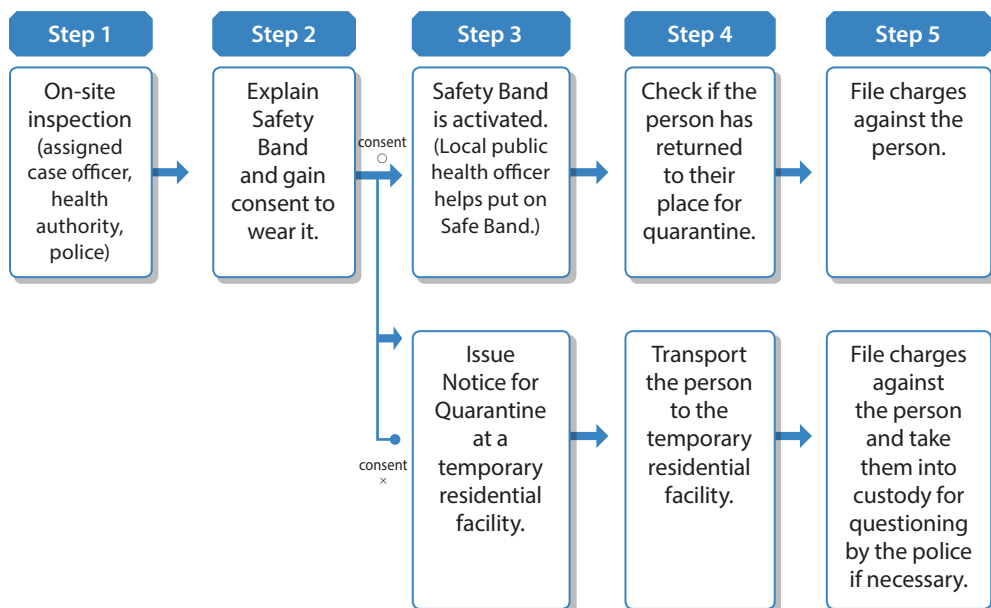 Step 1
Step 2
Step 3
Step 4
Step 5
On-site
inspection
(assigned
case officer,
health
authority,
police)
Explain
Safety
Band
and gain
consent to
wear it.
consent
○
Safety Band
is activated.
(Local public
health officer
helps put on
Safe Band.)
Check if the
person has
returned
to their
place for
quarantine.
File charges
against the
person.
consent
×
Issue
Notice for
Quarantine
at a
temporary
residential
facility.
Transport
the person
to the
temporary
residential
facility.
File charges
against
the person
and take
them into
custody for
questioning
by the police
if necessary.